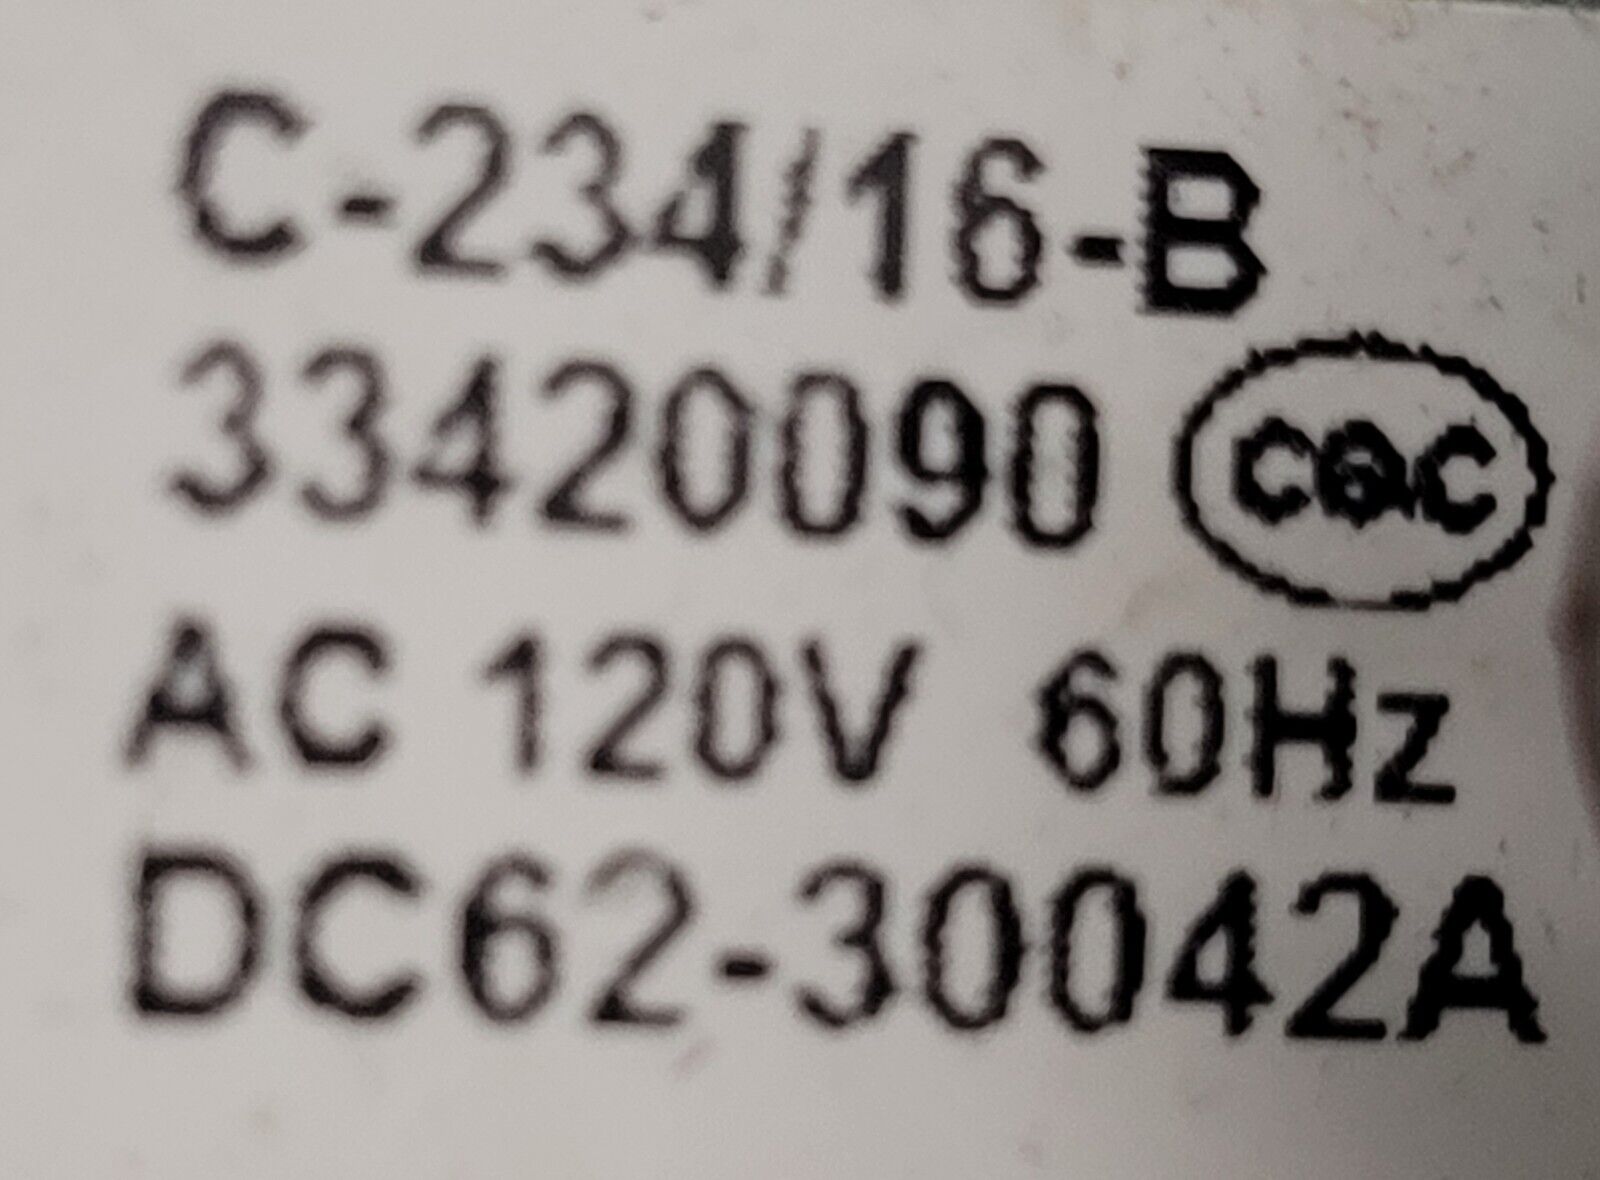 C-234/16-B
33420090 CQC
AC 120V 60Hz
DC62-30042A